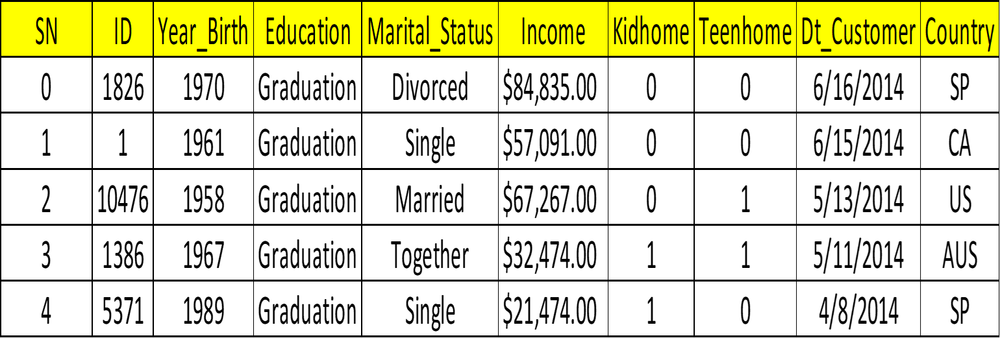 SN ID Year_Birth Education Marital_Status Income Kidhome Teenhome Dt_Customer Country
0 1826 1970 Graduation Divorced $84,835.00 0 0 6/16/2014 SP
1 1 1961 Graduation Single $57,091.00 0 0 6/15/2014 CA
2 10476 1958 Graduation Married $67,267.00 0 1 5/13/2014 US
3 1386 1967 Graduation Together $32,474.00 1 1 5/11/2014 AUS
4 5371 1989 Graduation Single $21,474.00 1 0 4/8/2014 SP